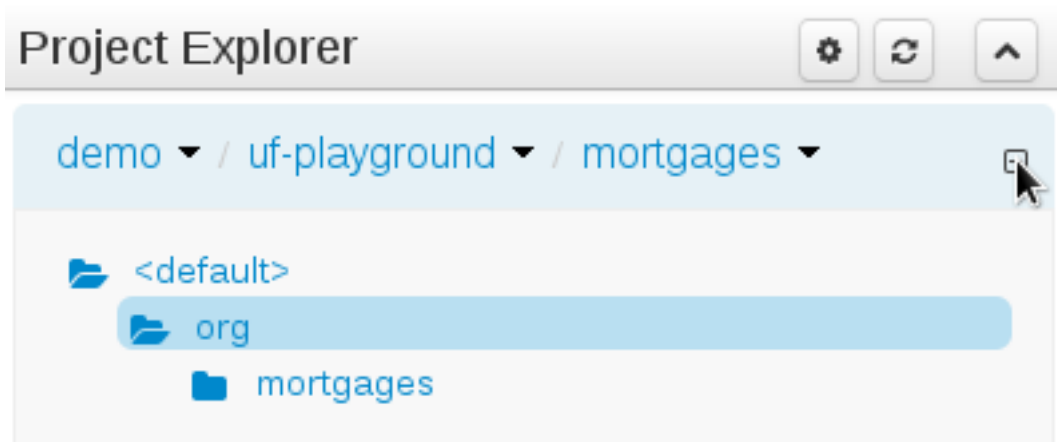 Project Explorer
demo / uf-playground / mortgages
<default>
org
mortgages